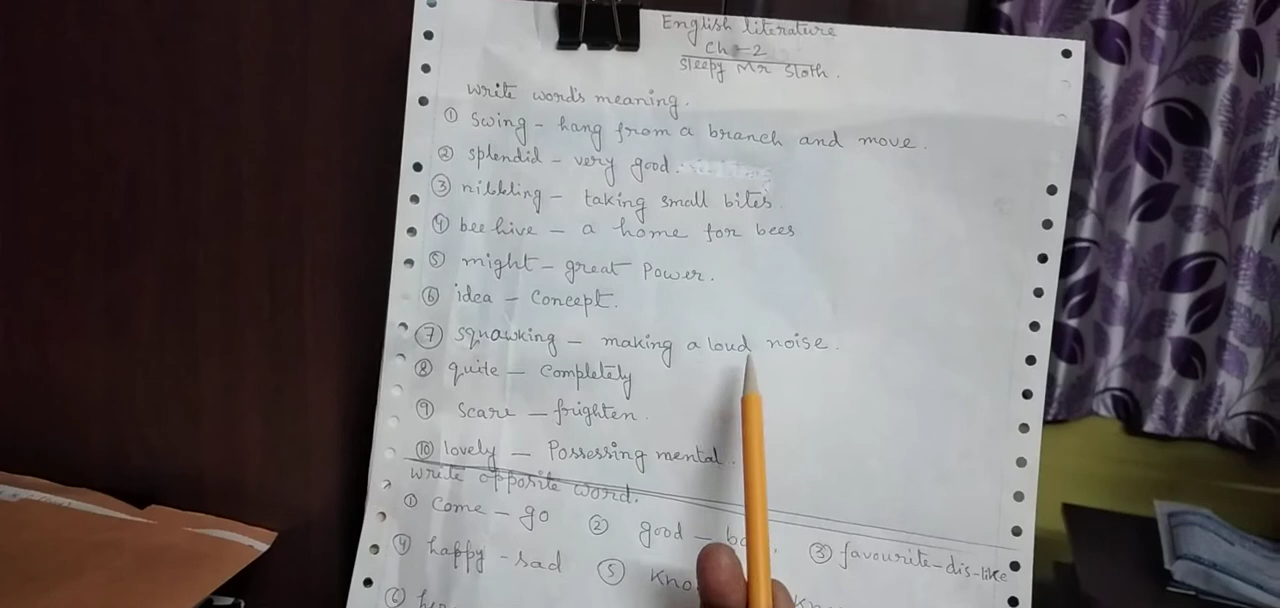 English literature
Ch-2
Sleepy Mr Sloth.
write words meaning.
① swing - hang from a branch and move.
② splendid - very good.
③ nibbling - taking small bites.
④ bee hive - a home for bees
⑤ might - great Power.
⑥ idea - Concept.
⑦ squawking - making a loud noise.
⑧ quite - Completely
⑨ scare - frighten.
⑩ lovely - Possessing mental.
write opposite word.
① Come - go ② good - ③ favourite - dis-like
④ happy - sad ⑤
⑥